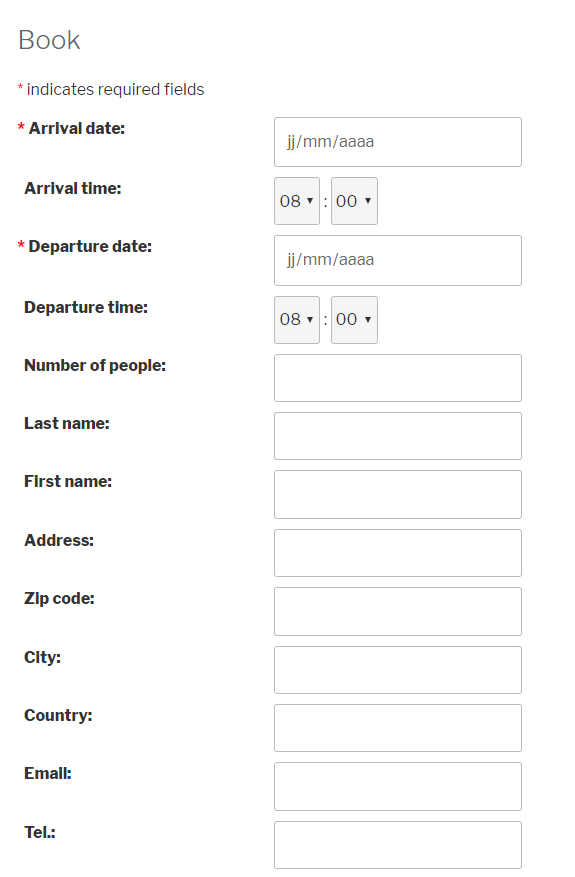 Book
* indicates required fields
* Arrival date: jj/mm/aaaa
Arrival time: 08 : 00
* Departure date: jj/mm/aaaa
Departure time: 08 : 00
Number of people:
Last name:
First name:
Address:
Zip code:
City:
Country:
Email:
Tel.: